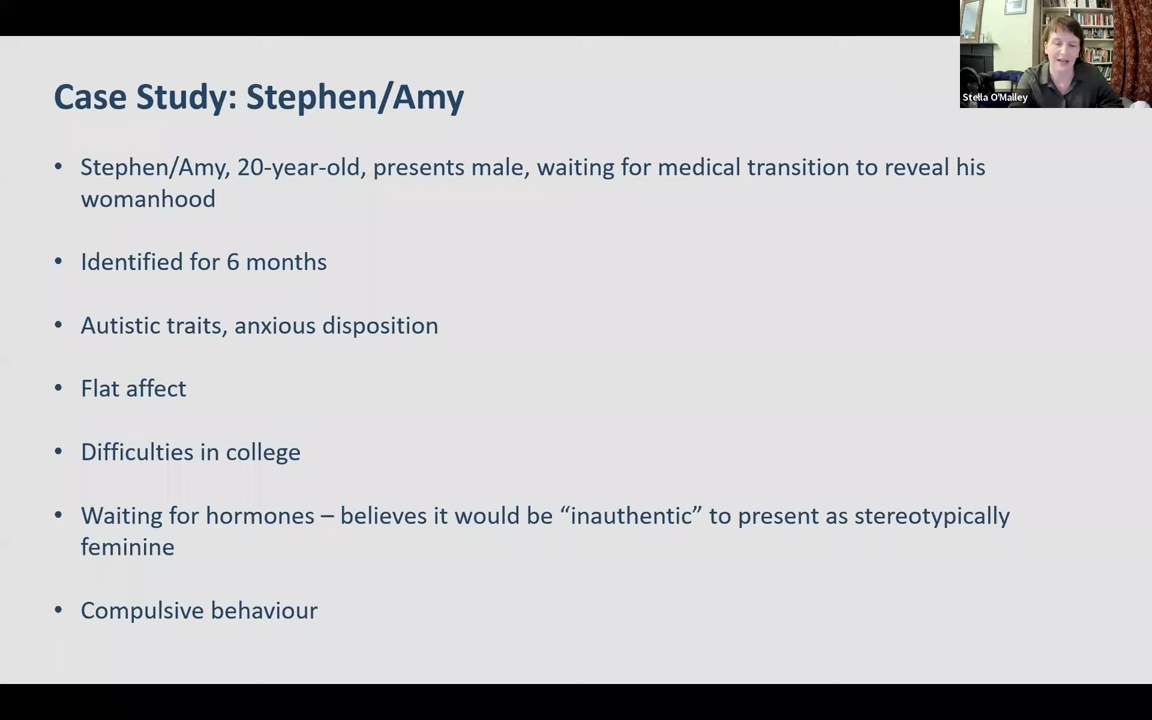 Case Study: Stephen/Amy
Stella O'Malley
• Stephen/Amy, 20-year-old, presents male, waiting for medical transition to reveal his
womanhood
• Identified for 6 months
• Autistic traits, anxious disposition
• Flat affect
• Difficulties in college
• Waiting for hormones – believes it would be “inauthentic” to present as stereotypically
feminine
• Compulsive behaviour